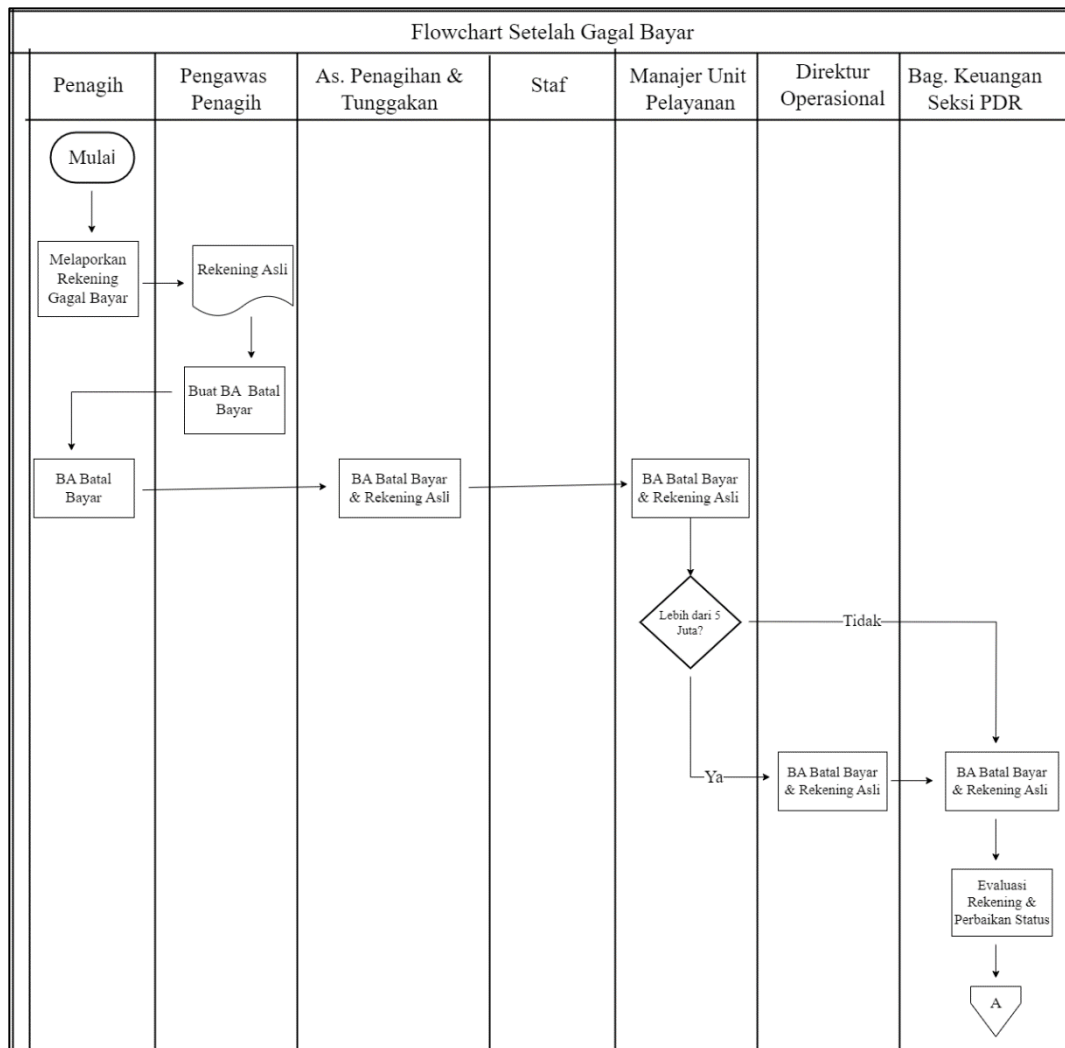 Flowchart Setelah Gagal Bayar
Penagih
Pengawas
Penagih
As. Penagihan &
Tunggakan
Staf
Manajer Unit
Pelayanan
Direktur
Operasional
Bag. Keuangan
Seksi PDR
Mulai
Melaporkan
Rekening
Gagal Bayar
Rekening Asli
Buat BA Batal
Bayar
BA Batal
Bayar
BA Batal Bayar
& Rekening Asli
BA Batal Bayar
& Rekening Asli
Lebih dari 5
Juta?
Tidak
Ya
BA Batal Bayar
& Rekening Asli
BA Batal Bayar
& Rekening Asli
Evaluasi
Rekening &
Perbaikan Status
A